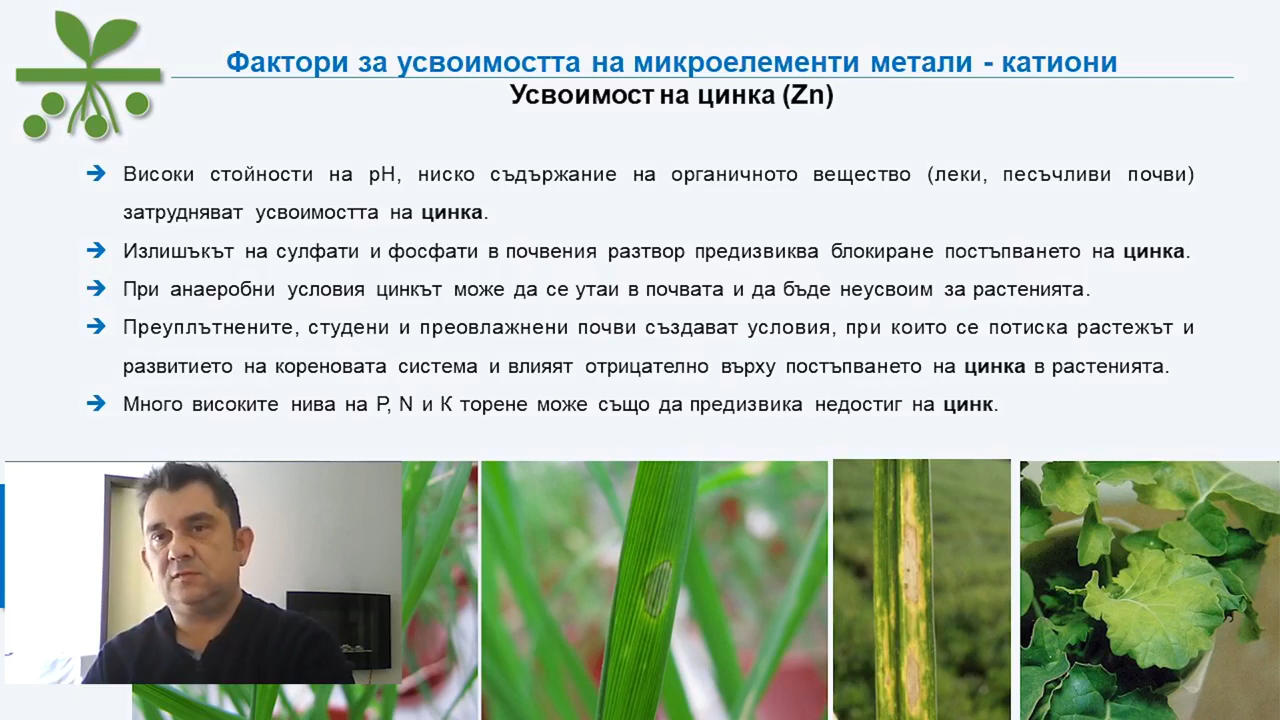 Фактори за усвоимостта на микроелементи метали - катиони
Усвоимост на цинка (Zn)
Високи стойности на pH, ниско съдържание на органичното вещество (леки, песъчливи почви)
затрудняват усвоимостта на цинка.
Излишъкът на сулфати и фосфати в почвения разтвор предизвиква блокиране постъпването на цинка.
При анаеробни условия цинкът може да се утаи в почвата и да бъде неусвоим за растенията.
Преуплътнените, студени и преовлажнени почви създават условия, при които се потиска растежът и
развитието на кореновата система и влияят отрицателно върху постъпването на цинка в растенията.
Много високите нива на P, N и К торене може също да предизвика недостиг на цинк.